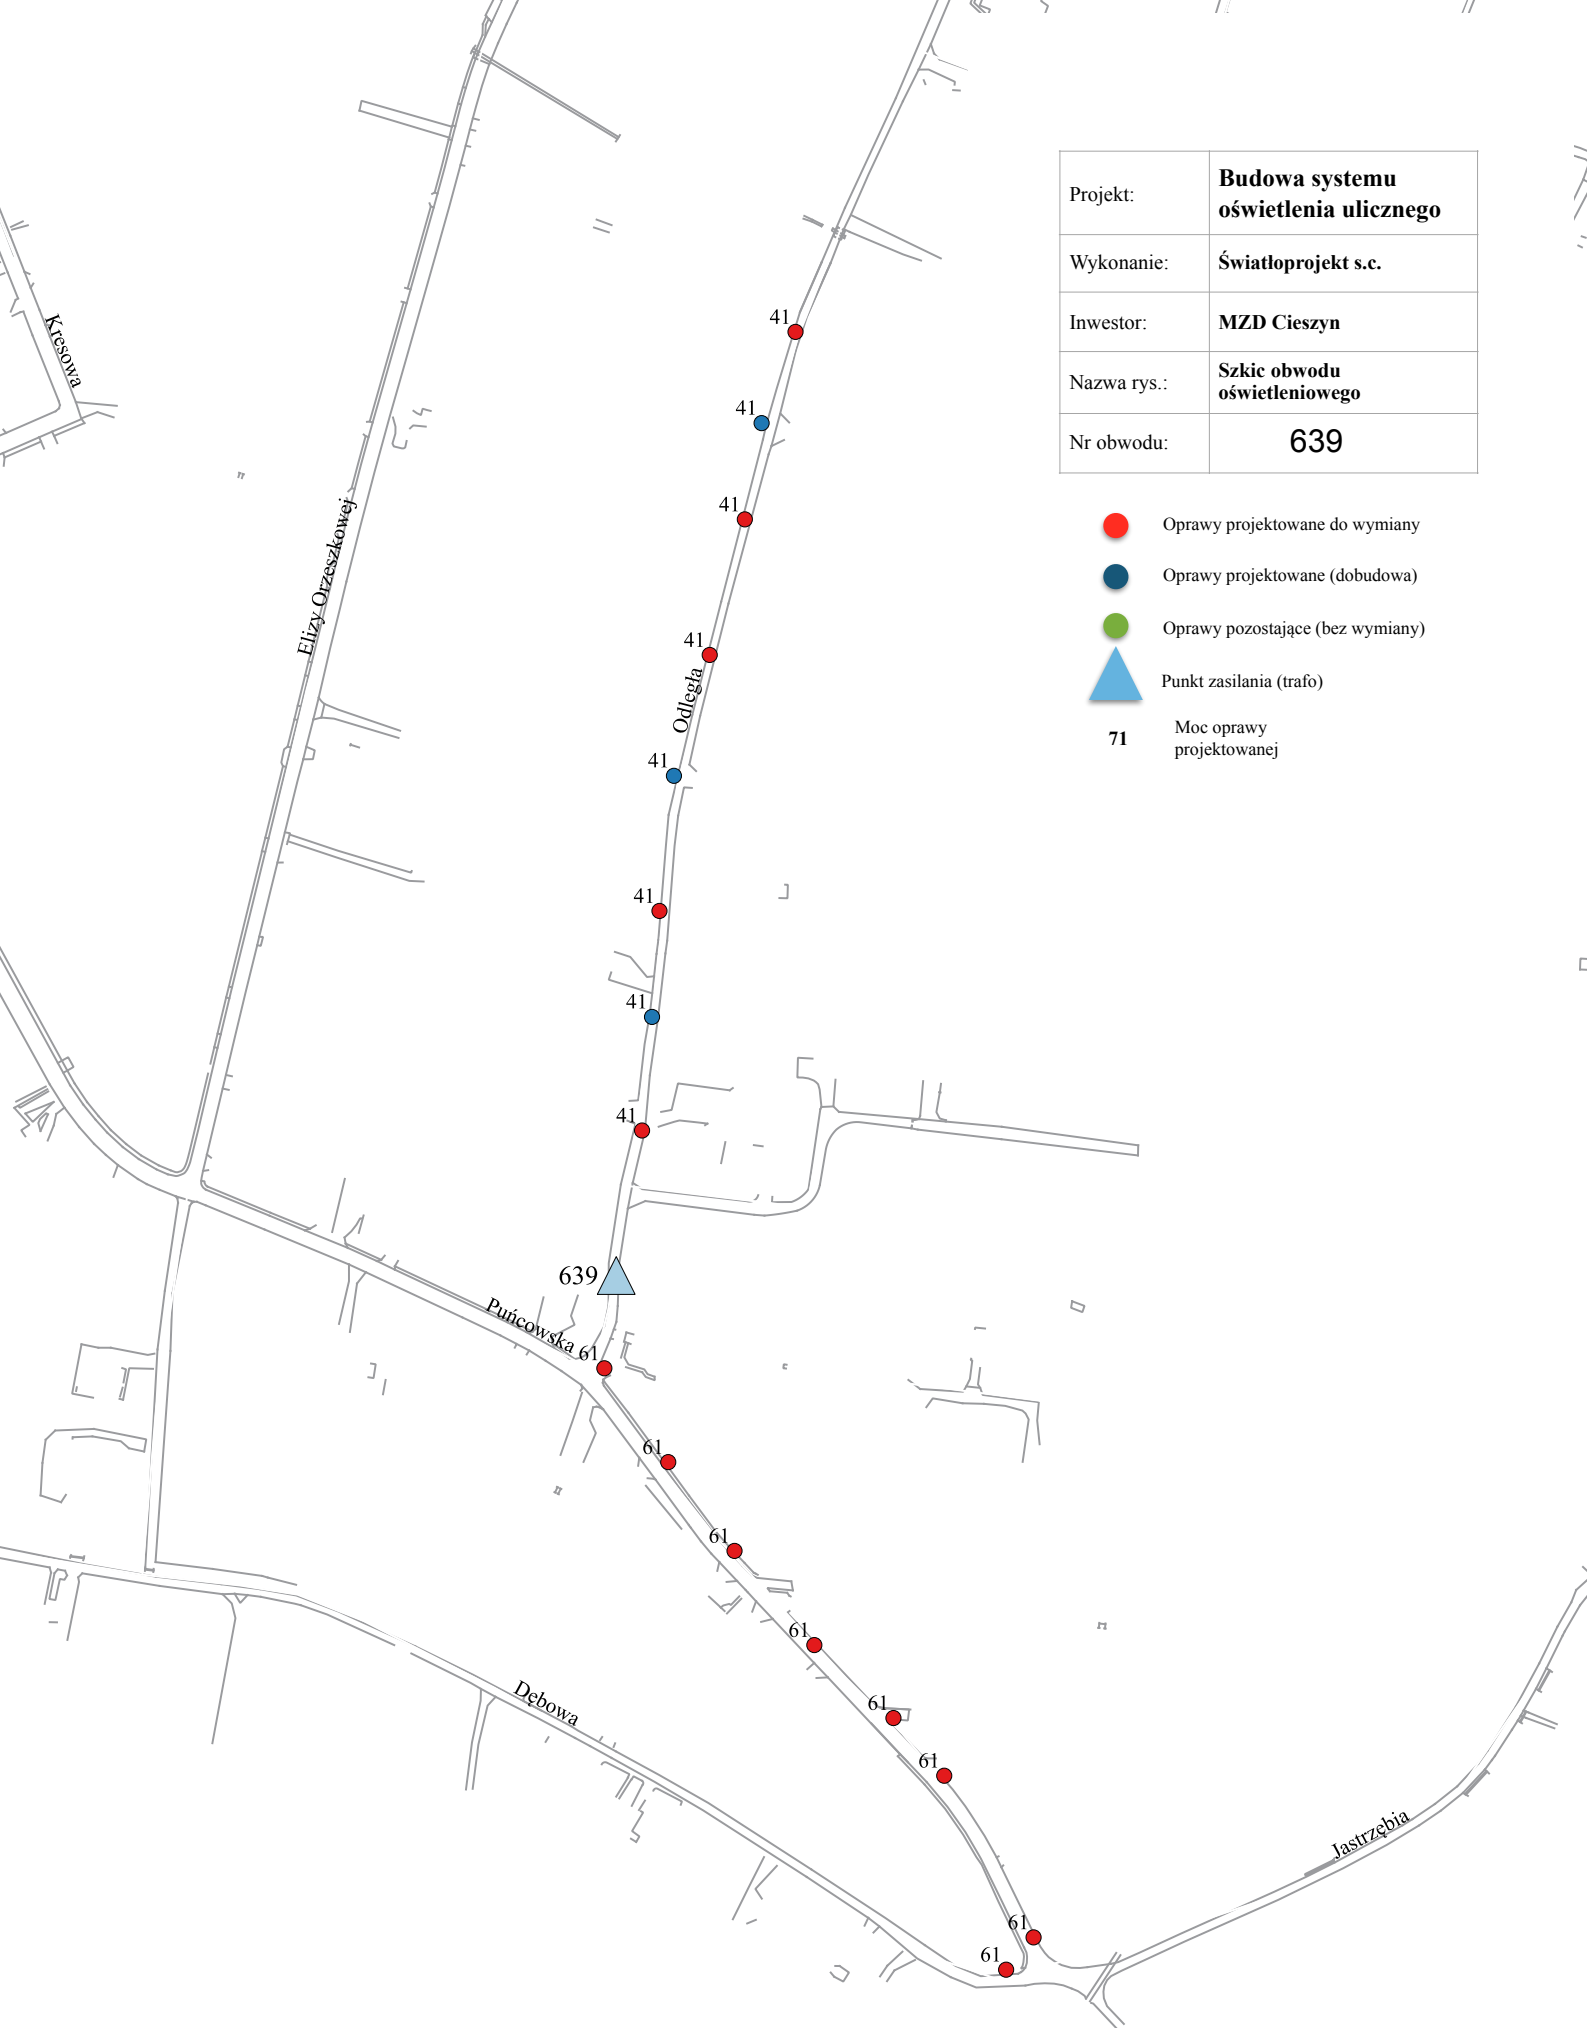 Projekt:
Budowa systemu
oświetlenia ulicznego
Wykonanie:
Światłoprojekt s.c.
Inwestor:
MZD Cieszyn
Nazwa rys.:
Szkic obwodu
oświetleniowego
Nr obwodu:
639
Oprawy projektowane do wymiany
Oprawy projektowane (dobudowa)
Oprawy pozostające (bez wymiany)
Punkt zasilania (trafo)
71
Moc oprawy
projektowanej
Kresowa
Elizy Orzeszkowej
41
41
41
41
Odległa
41
41
41
41
639
Puńcowska
61
61
61
61
61
61
61
61
Dębowa
Jastrzębia